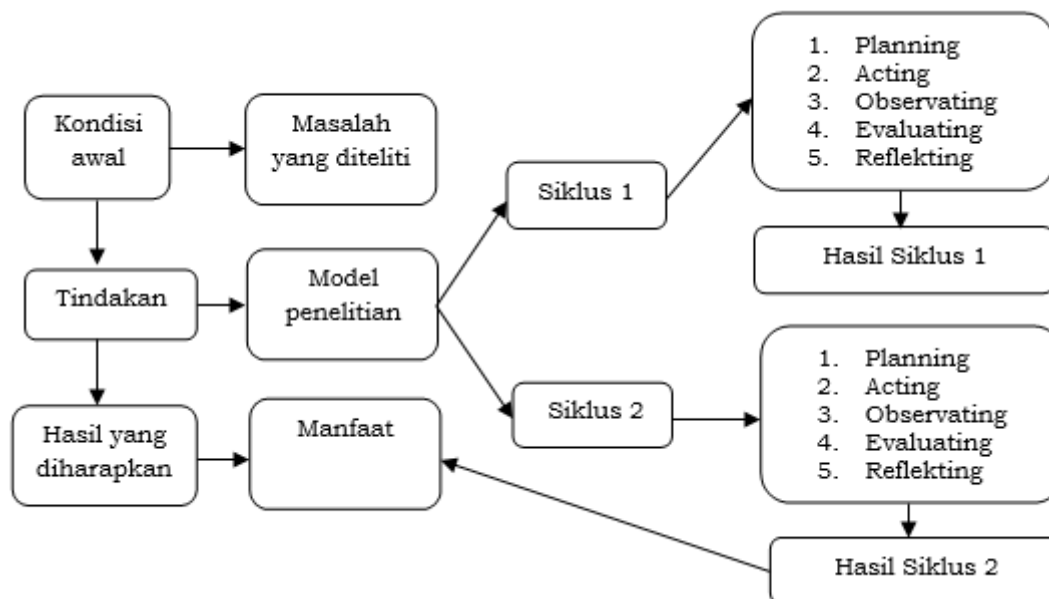 Kondisi
awal
Masalah
yang diteliti
Siklus 1
1. Planning
2. Acting
3. Observating
4. Evaluating
5. Reflekting
Hasil Siklus 1
Tindakan
Model
penelitian
Siklus 2
1. Planning
2. Acting
3. Observating
4. Evaluating
5. Reflekting
Hasil yang
diharapkan
Manfaat
Hasil Siklus 2